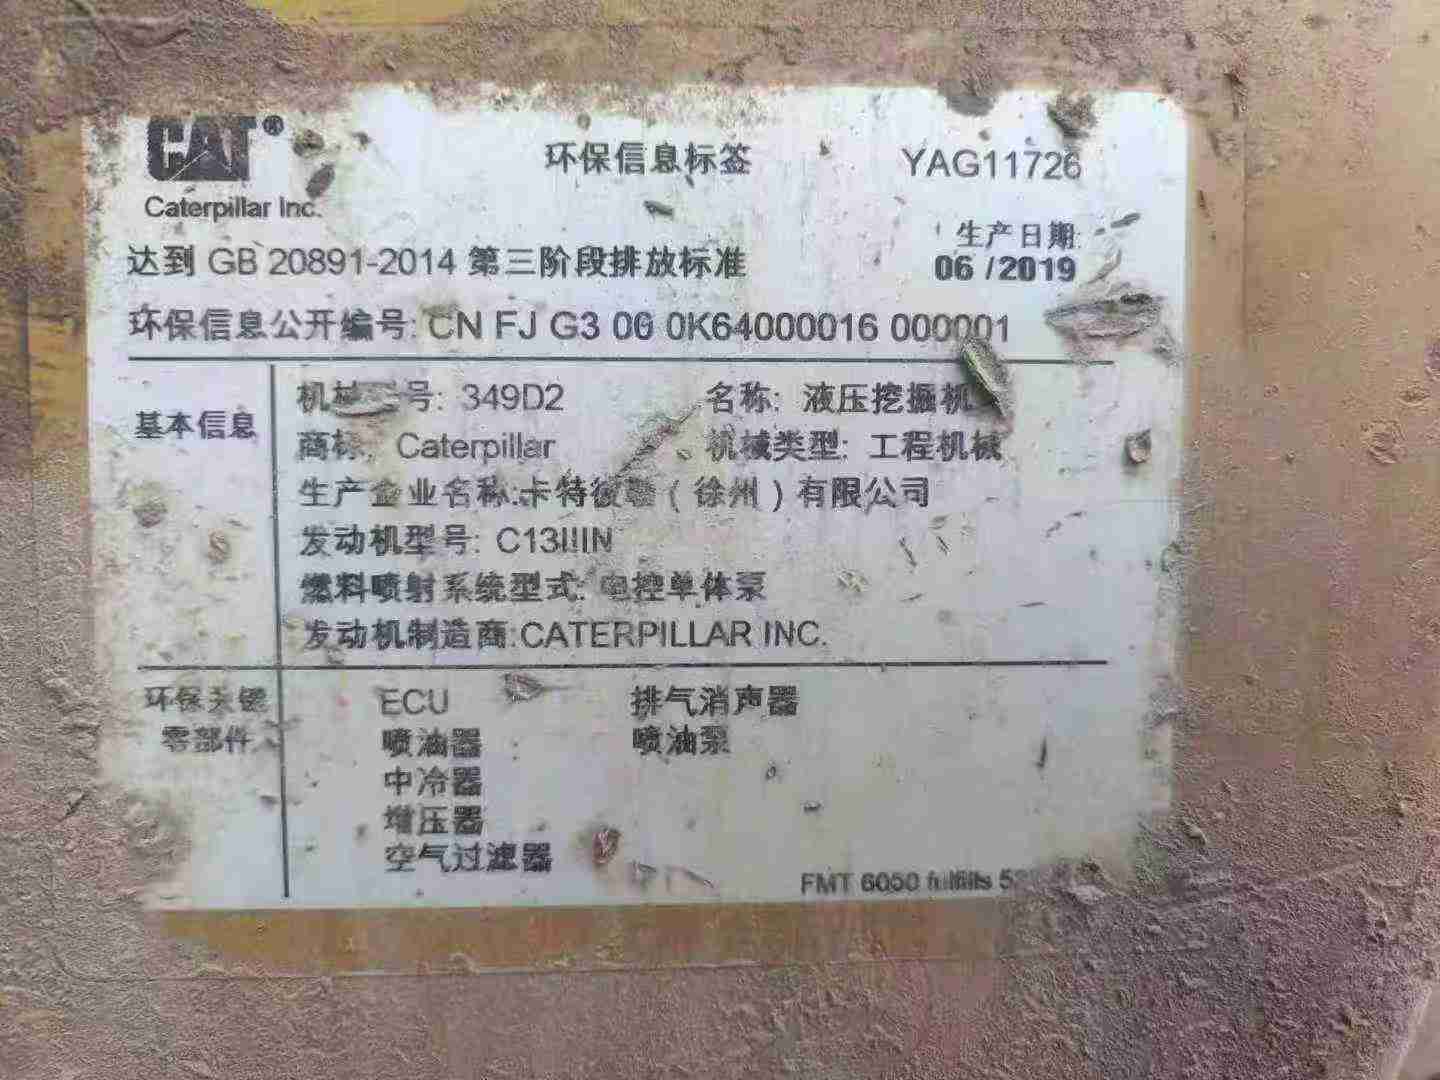 CAT®
Caterpillar Inc.
环保信息标签
YAG11726
生产日期:
06 /2019
达到 GB 20891-2014 第三阶段排放标准
环保信息公开编号: CN FJ G3 00 0K64000016 000001
基本信息
机械 号: 349D2 名称: 液压挖掘机
商标: Caterpillar 机械类型: 工程机械
生产企业名称:卡特彼勒（徐州）有限公司
发动机型号: C13IIIN
燃料喷射系统型式: 电控单体泵
发动机制造商:CATERPILLAR INC.
环保关键
零部件
ECU 排气消声器
喷油器 喷油泵
中冷器
增压器
空气过滤器
FMT 6050 fulfills